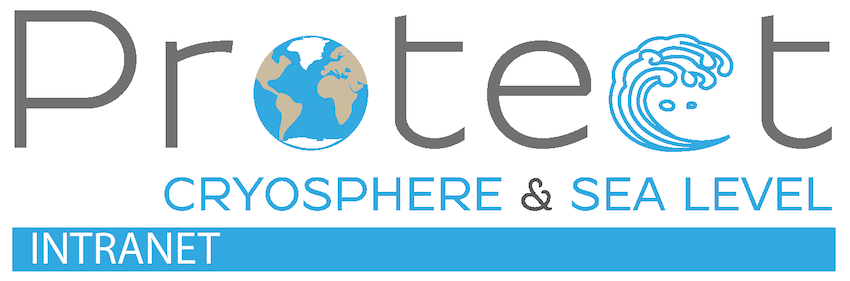 Protect
CRYOSPHERE & SEA LEVEL
INTRANET